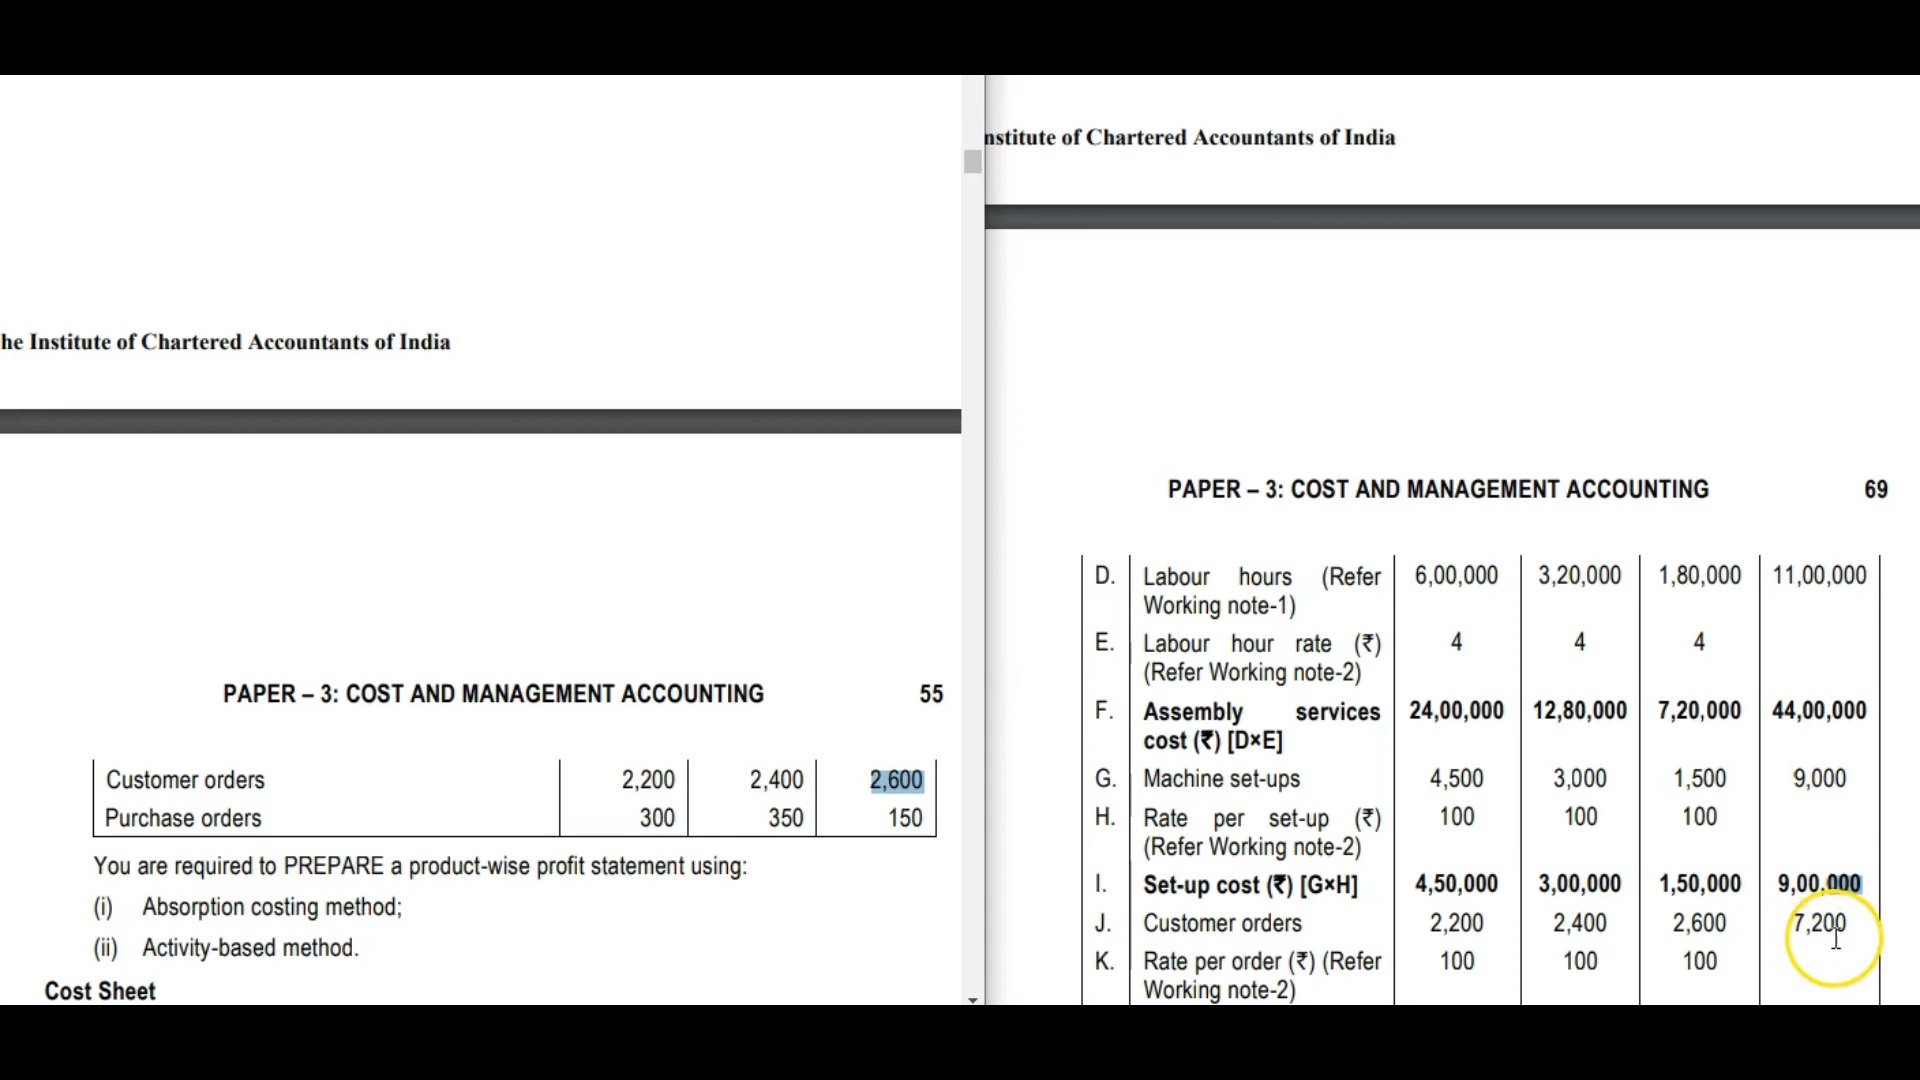 he Institute of Chartered Accountants of India
PAPER – 3: COST AND MANAGEMENT ACCOUNTING 55
Customer orders 2,200 2,400 2,600
Purchase orders 300 350 150
You are required to PREPARE a product-wise profit statement using:
(i) Absorption costing method;
(ii) Activity-based method.
Cost Sheet
nstitute of Chartered Accountants of India
PAPER – 3: COST AND MANAGEMENT ACCOUNTING 69
D. Labour hours (Refer 6,00,000 3,20,000 1,80,000 11,00,000
Working note-1)
E. Labour hour rate (₹) 4 4 4
(Refer Working note-2)
F. Assembly services 24,00,000 12,80,000 7,20,000 44,00,000
cost (₹) [D×E]
G. Machine set-ups 4,500 3,000 1,500 9,000
H. Rate per set-up (₹) 100 100 100
(Refer Working note-2)
I. Set-up cost (₹) [G×H] 4,50,000 3,00,000 1,50,000 9,00,000
J. Customer orders 2,200 2,400 2,600 7,200
K. Rate per order (₹) (Refer 100 100 100
Working note-2)